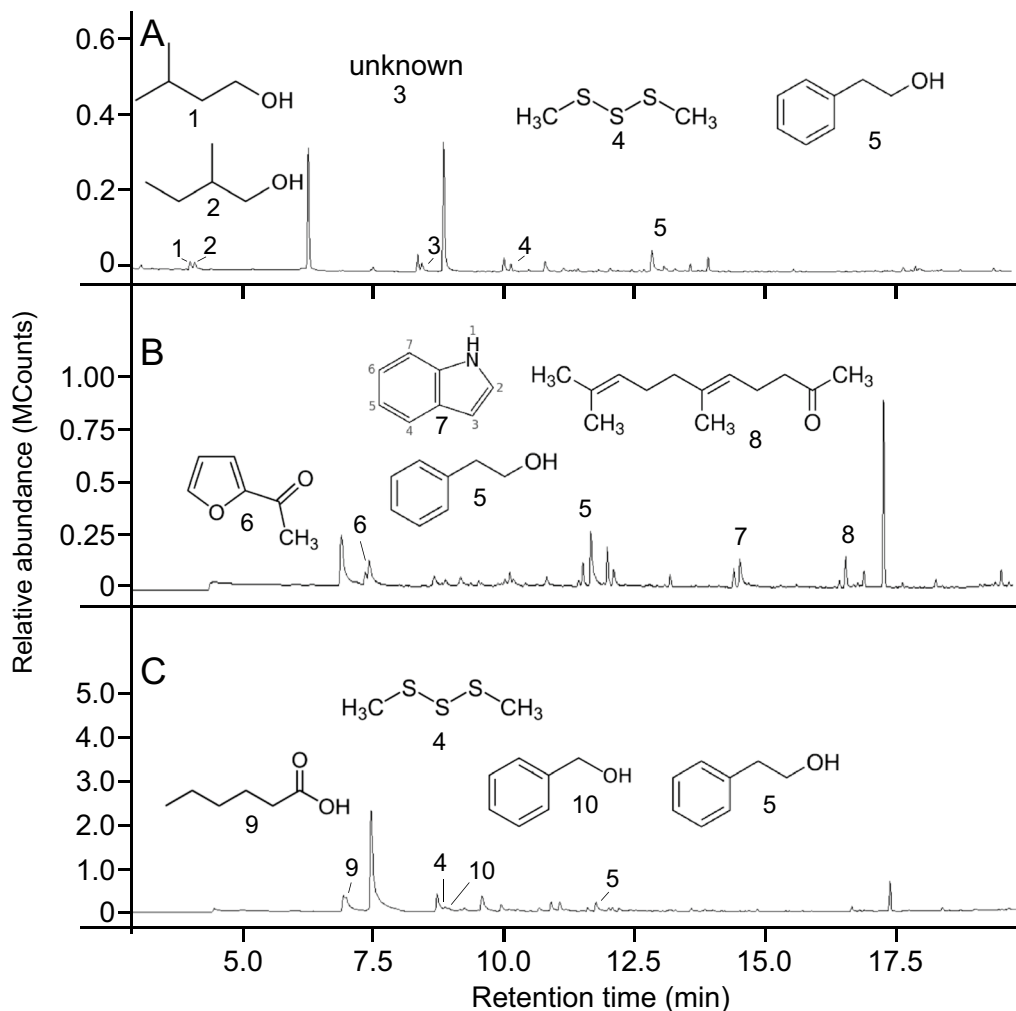 A
0.6
unknown
3
OH
1
H₃C S S S CH₃
4
OH
5
0.4
OH
2
0.2
1 2
3
4
5
0
B
1
H
N
7
6
2
5
3
4
7
H₃C
CH₃
CH₃
CH₃
O
8
1.00
0.75
O
O
CH₃
6
OH
5
0.5
6
5
7
8
0.25
0
C
5.0
H₃C S S S CH₃
4
4.0
O
OH
9
OH
10
OH
5
3.0
2.0
1.0
9
4
10
5
0
5.0 7.5 10.0 12.5 15.0 17.5
Retention time (min)
Relative abundance (MCounts)